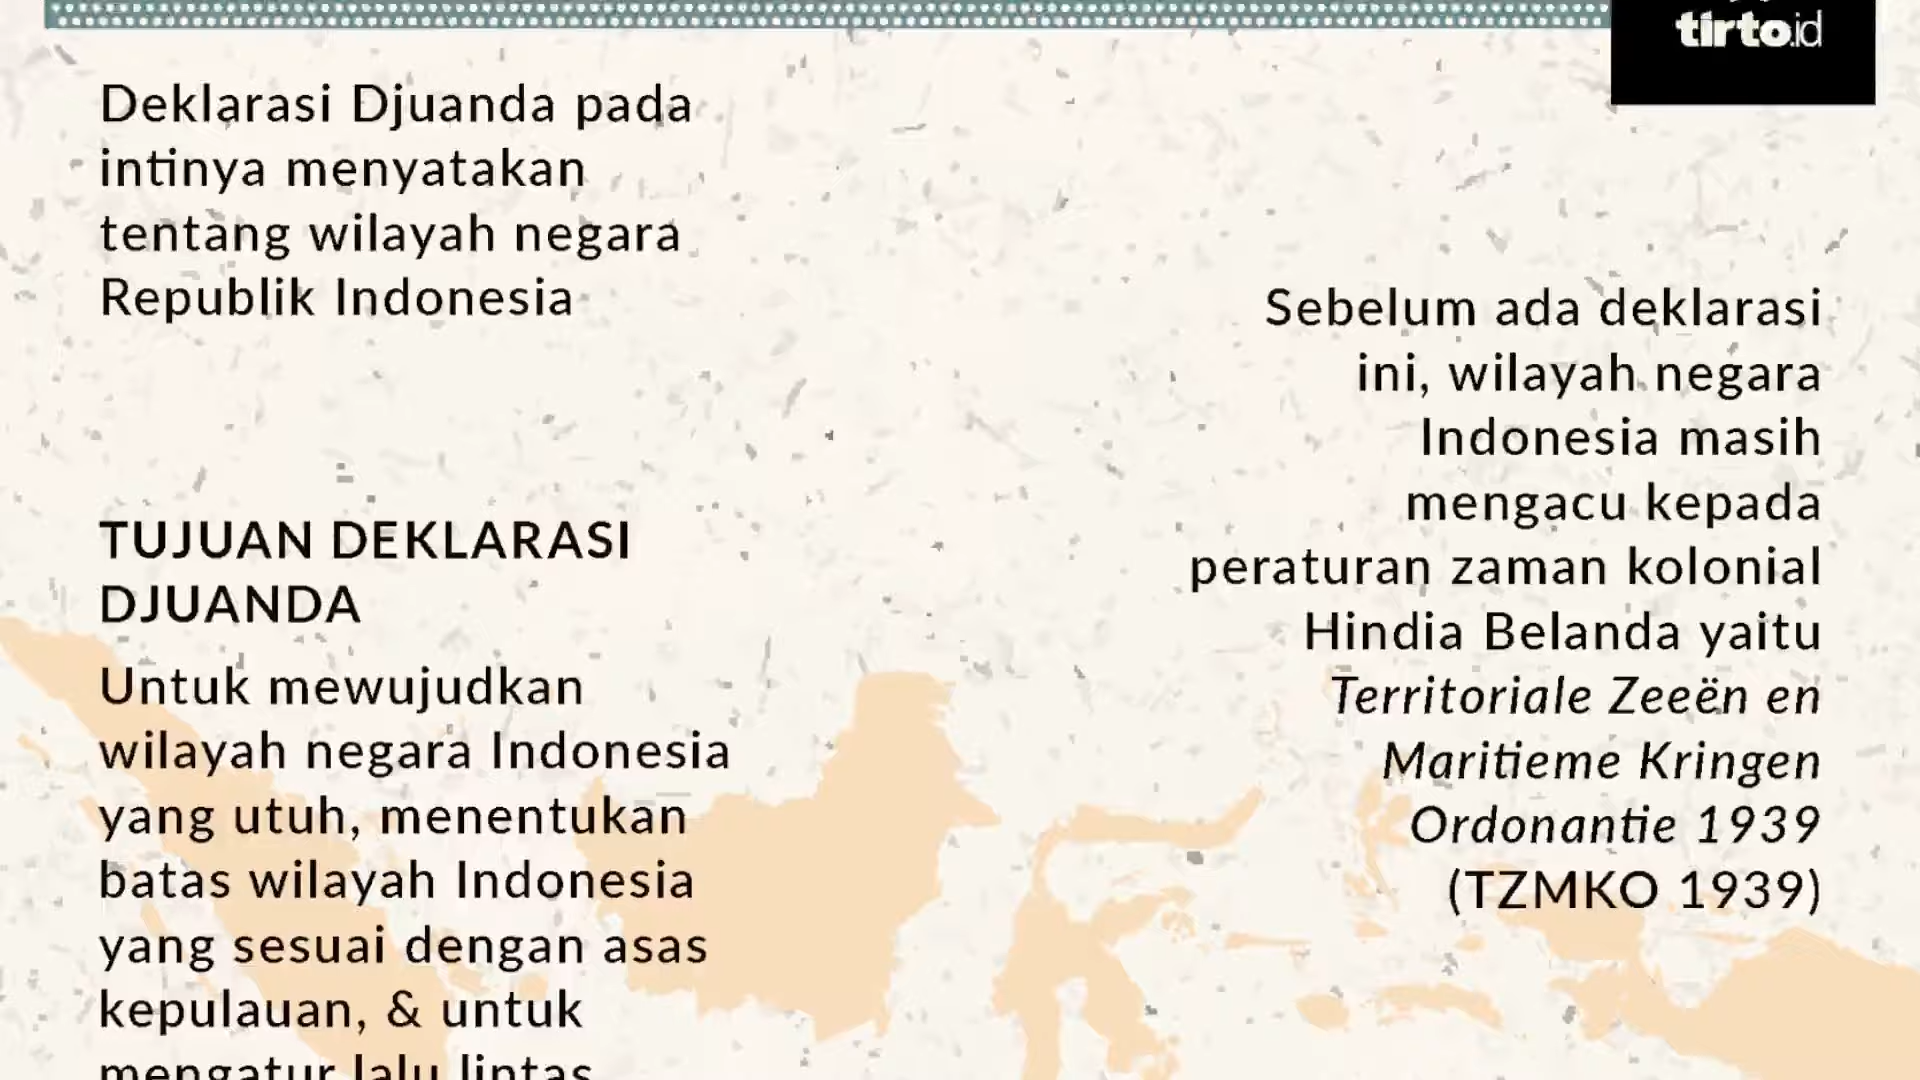 tirto.id
Deklarasi Djuanda pada
intinya menyatakan
tentang wilayah negara
Republik Indonesia
Sebelum ada deklarasi
ini, wilayah negara
Indonesia masih
mengacu kepada
peraturan zaman kolonial
Hindia Belanda yaitu
Territoriale Zeeën en
Maritieme Kringen
Ordonantie 1939
(TZMKO 1939)
TUJUAN DEKLARASI
DJUANDA
Untuk mewujudkan
wilayah negara Indonesia
yang utuh, menentukan
batas wilayah Indonesia
yang sesuai dengan asas
kepulauan, & untuk
mengatur lalu lintas